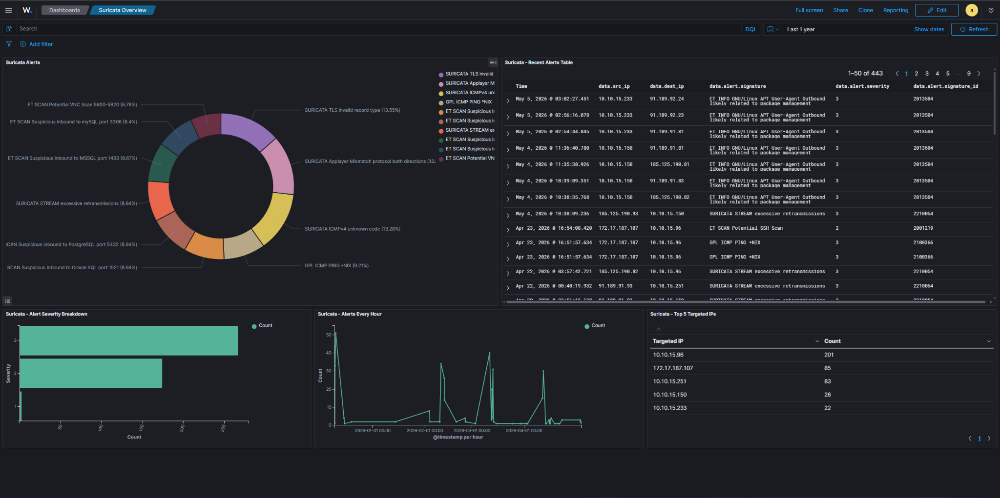 W.
Dashboards
Suricata Overview
Full screen
Share
Clone
Reporting
Edit
a
Search
DQL
Last 1 year
Show dates
Refresh
Add filter
Suricata Alerts
SURICATA TLS invalid
SURICATA Applayer M
SURICATA ICMPv4 unl
GPL ICMP PING *NIX
ET SCAN Suspicious ir
ET SCAN Suspicious ir
SURICATA STREAM ex
ET SCAN Suspicious ir
ET SCAN Suspicious ir
ET SCAN Potential VN
ET SCAN Potential VNC Scan 5800-5820 (6.78%)
SURICATA TLS invalid record type (13.55%)
ET SCAN Suspicious inbound to mySQL port 3306 (8.4%)
ET SCAN Suspicious inbound to MSSQL port 1433 (8.67%)
SURICATA Applayer Mismatch protocol both directions (13.
SURICATA STREAM excessive retransmissions (8.94%)
SURICATA ICMPv4 unknown code (13.28%)
SCAN Suspicious inbound to PostgreSQL port 5432 (8.94%)
SCAN Suspicious inbound to Oracle SQL port 1521 (8.94%)
GPL ICMP PING *NIX (9.21%)
Suricata - Recent Alerts Table
1–50 of 443
1 2 3 4 5 ... 9
Time data.src_ip data.dest_ip data.alert.signature data.alert.severity data.alert.signature_id
May 5, 2026 @ 03:02:27.451 10.10.15.233 91.189.92.24 ET INFO GNU/Linux APT User-Agent Outbound 3 2013504
likely related to package management
May 5, 2026 @ 02:56:16.078 10.10.15.233 91.189.92.23 ET INFO GNU/Linux APT User-Agent Outbound 3 2013504
likely related to package management
May 5, 2026 @ 02:54:44.845 10.10.15.233 91.189.91.81 ET INFO GNU/Linux APT User-Agent Outbound 3 2013504
likely related to package management
May 4, 2026 @ 11:36:40.780 10.10.15.150 91.189.91.81 ET INFO GNU/Linux APT User-Agent Outbound 3 2013504
likely related to package management
May 4, 2026 @ 11:35:38.926 10.10.15.150 185.125.190.81 ET INFO GNU/Linux APT User-Agent Outbound 3 2013504
likely related to package management
May 4, 2026 @ 10:39:09.351 10.10.15.150 91.189.91.83 ET INFO GNU/Linux APT User-Agent Outbound 3 2013504
likely related to package management
May 4, 2026 @ 10:38:35.768 10.10.15.150 185.125.190.82 ET INFO GNU/Linux APT User-Agent Outbound 3 2013504
likely related to package management
May 4, 2026 @ 10:38:09.236 185.125.190.93 10.10.15.150 SURICATA STREAM excessive retransmissions 3 2210054
Apr 23, 2026 @ 16:54:08.420 172.17.187.107 10.10.15.96 ET SCAN Potential SSH Scan 2 2001219
Apr 23, 2026 @ 16:51:57.634 172.17.187.107 10.10.15.96 GPL ICMP PING *NIX 3 2100366
Apr 23, 2026 @ 16:51:57.634 172.17.187.107 10.10.15.96 GPL ICMP PING *NIX 3 2100366
Apr 22, 2026 @ 03:57:42.721 185.125.190.82 10.10.15.96 SURICATA STREAM excessive retransmissions 3 2210054
Apr 22, 2026 @ 00:40:19.932 91.189.91.93 10.10.15.251 SURICATA STREAM excessive retransmissions 3 2210054
Suricata - Alert Severity Breakdown
Count
3
2
1
Severity
50 100 150 200 250
Count
Suricata - Alerts Every Hour
Count
50
40
30
20
10
0
Count
2026-01-01 00:00 2026-02-01 00:00 2026-03-01 00:00 2026-04-01 00:00
@timestamp per hour
Suricata - Top 5 Targeted IPs
Targeted IP Count
10.10.15.96 201
172.17.187.107 85
10.10.15.251 83
10.10.15.150 26
10.10.15.233 22
1